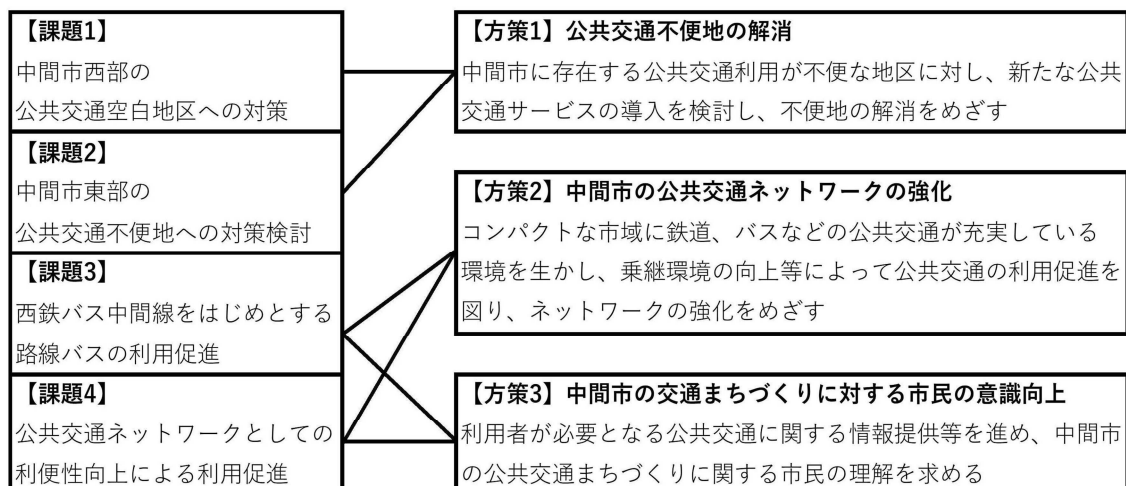 【課題1】
中間市西部の
公共交通空白地区への対策
【課題2】
中間市東部の
公共交通不便地への対策検討
【課題3】
西鉄バス中間線をはじめとする
路線バスの利用促進
【課題4】
公共交通ネットワークとしての
利便性向上による利用促進
【方策1】公共交通不便地の解消
中間市に存在する公共交通利用が不便な地区に対し、新たな公共
交通サービスの導入を検討し、不便地の解消をめざす
【方策2】中間市の公共交通ネットワークの強化
コンパクトな市域に鉄道、バスなどの公共交通が充実している
環境を生かし、乗継環境の向上等によって公共交通の利用促進を
図り、ネットワークの強化をめざす
【方策3】中間市の交通まちづくりに対する市民の意識向上
利用者が必要となる公共交通に関する情報提供等を進め、中間市
の公共交通まちづくりに関する市民の理解を求める